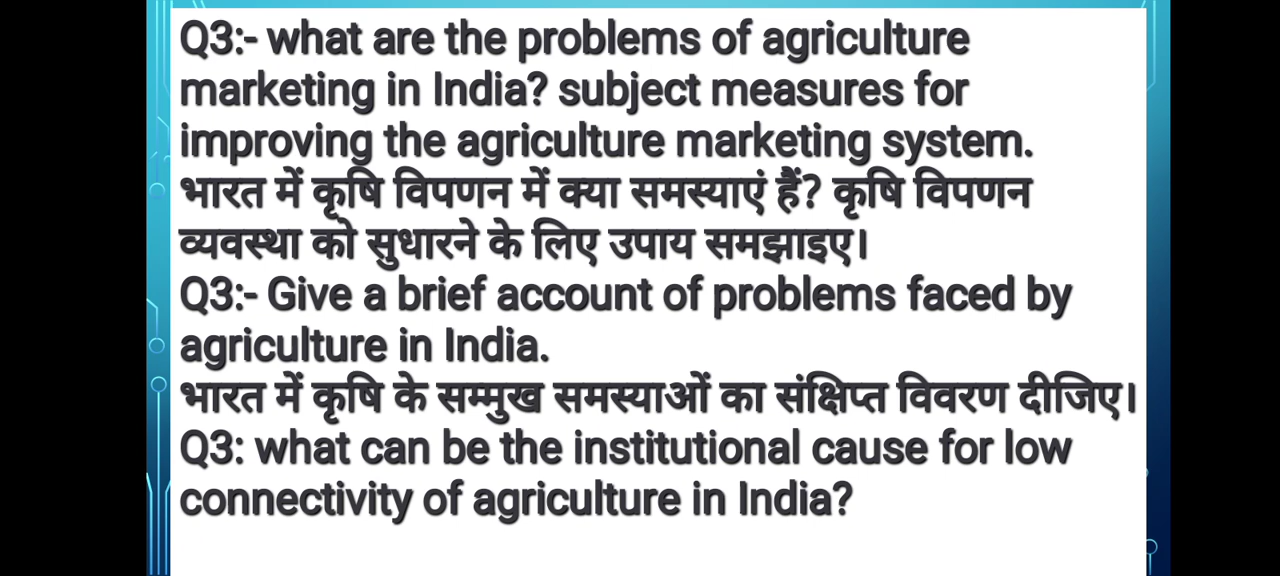 Q3:- what are the problems of agriculture
marketing in India? subject measures for
improving the agriculture marketing system.
भारत में कृषि विपणन में क्या समस्याएं हैं? कृषि विपणन
व्यवस्था को सुधारने के लिए उपाय समझाइए।
Q3:- Give a brief account of problems faced by
agriculture in India.
भारत में कृषि के सम्मुख समस्याओं का संक्षिप्त विवरण दीजिए।
Q3: what can be the institutional cause for low
connectivity of agriculture in India?